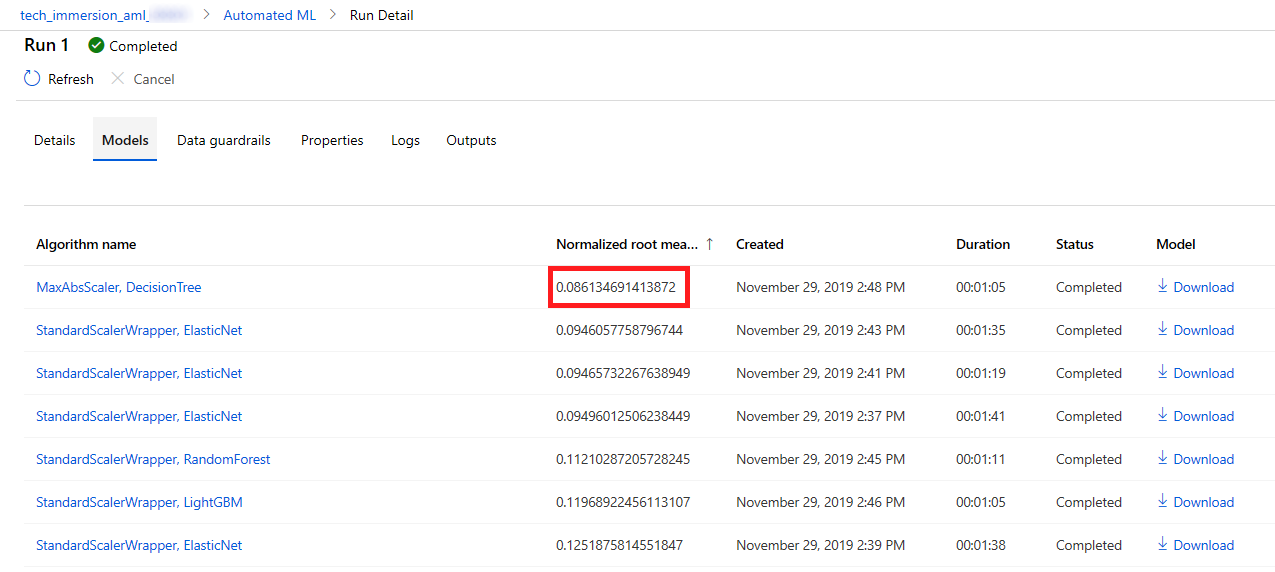 tech_immersion_aml_ > Automated ML > Run Detail
Run 1 Completed
Refresh Cancel
Details Models Data guardrails Properties Logs Outputs
Algorithm name Normalized root mea... ↑ Created Duration Status Model
MaxAbsScaler, DecisionTree 0.086134691413872 November 29, 2019 2:48 PM 00:01:05 Completed Download
StandardScalerWrapper, ElasticNet 0.0946057758796744 November 29, 2019 2:43 PM 00:01:35 Completed Download
StandardScalerWrapper, ElasticNet 0.09465732267638949 November 29, 2019 2:41 PM 00:01:19 Completed Download
StandardScalerWrapper, ElasticNet 0.09496012506238449 November 29, 2019 2:37 PM 00:01:41 Completed Download
StandardScalerWrapper, RandomForest 0.11210287205728245 November 29, 2019 2:45 PM 00:01:11 Completed Download
StandardScalerWrapper, LightGBM 0.11968922456113107 November 29, 2019 2:46 PM 00:01:05 Completed Download
StandardScalerWrapper, ElasticNet 0.1251875814551847 November 29, 2019 2:39 PM 00:01:38 Completed Download